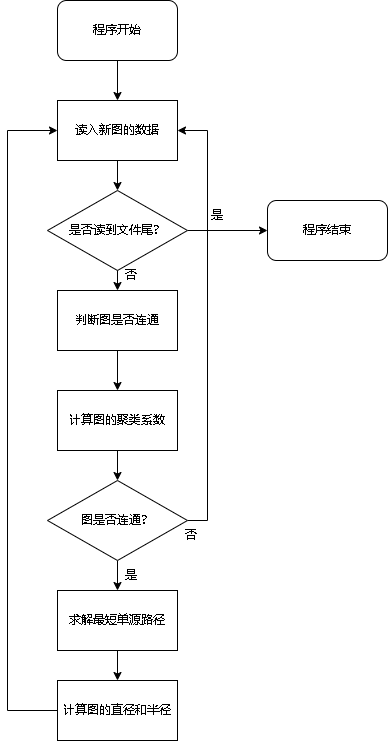 程序开始
读入新图的数据
是否读到文件尾？
是
程序结束
否
判断图是否连通
计算图的聚类系数
图是否连通？
否
是
求解最短单源路径
计算图的直径和半径